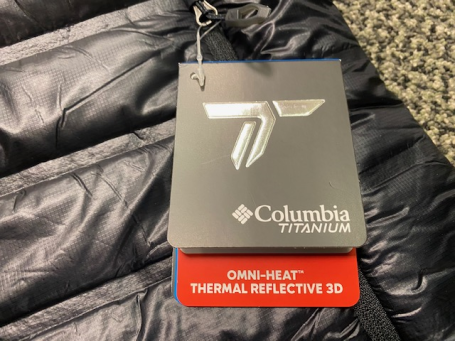 Columbia
TITANIUM
OMNI-HEAT™
THERMAL REFLECTIVE 3D